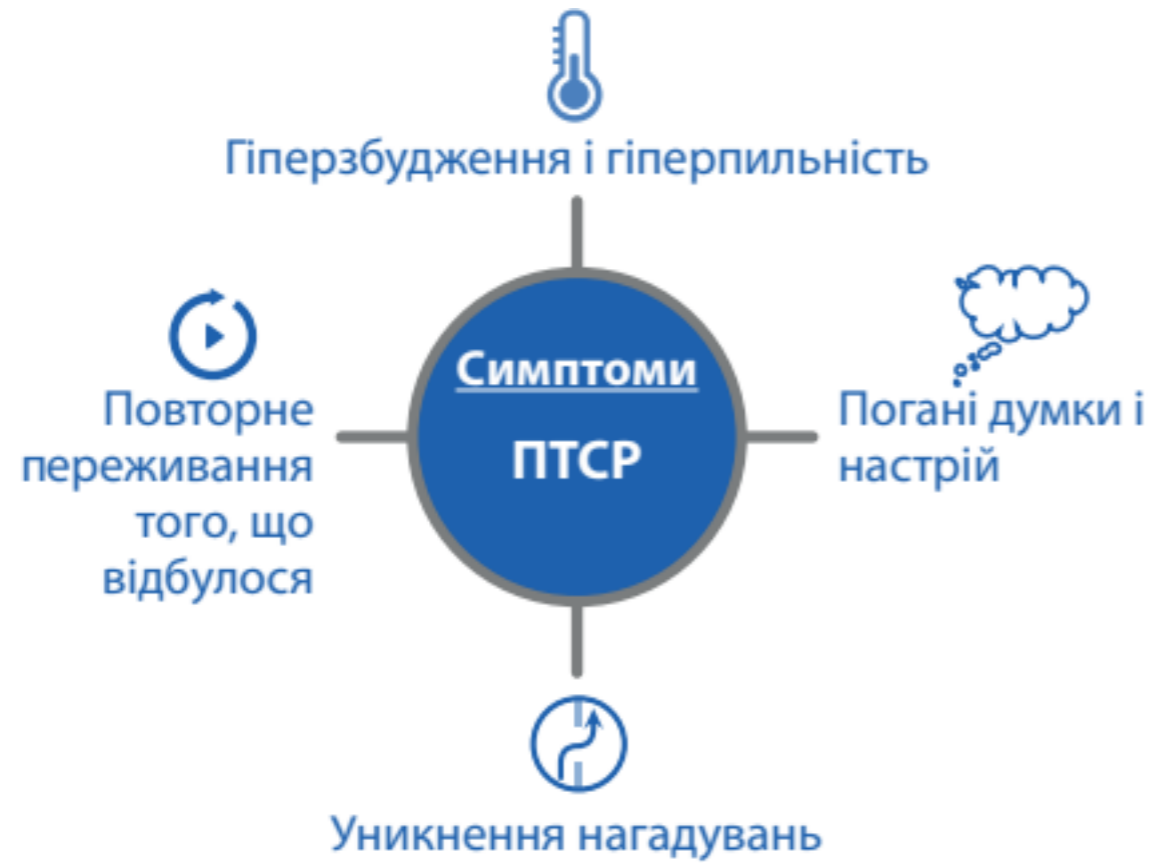 Гіперзбудження і гіперпильність
Симптоми
ПТСР
Повторне
переживання
того, що
відбулося
Погані думки і
настрій
Уникнення нагадувань